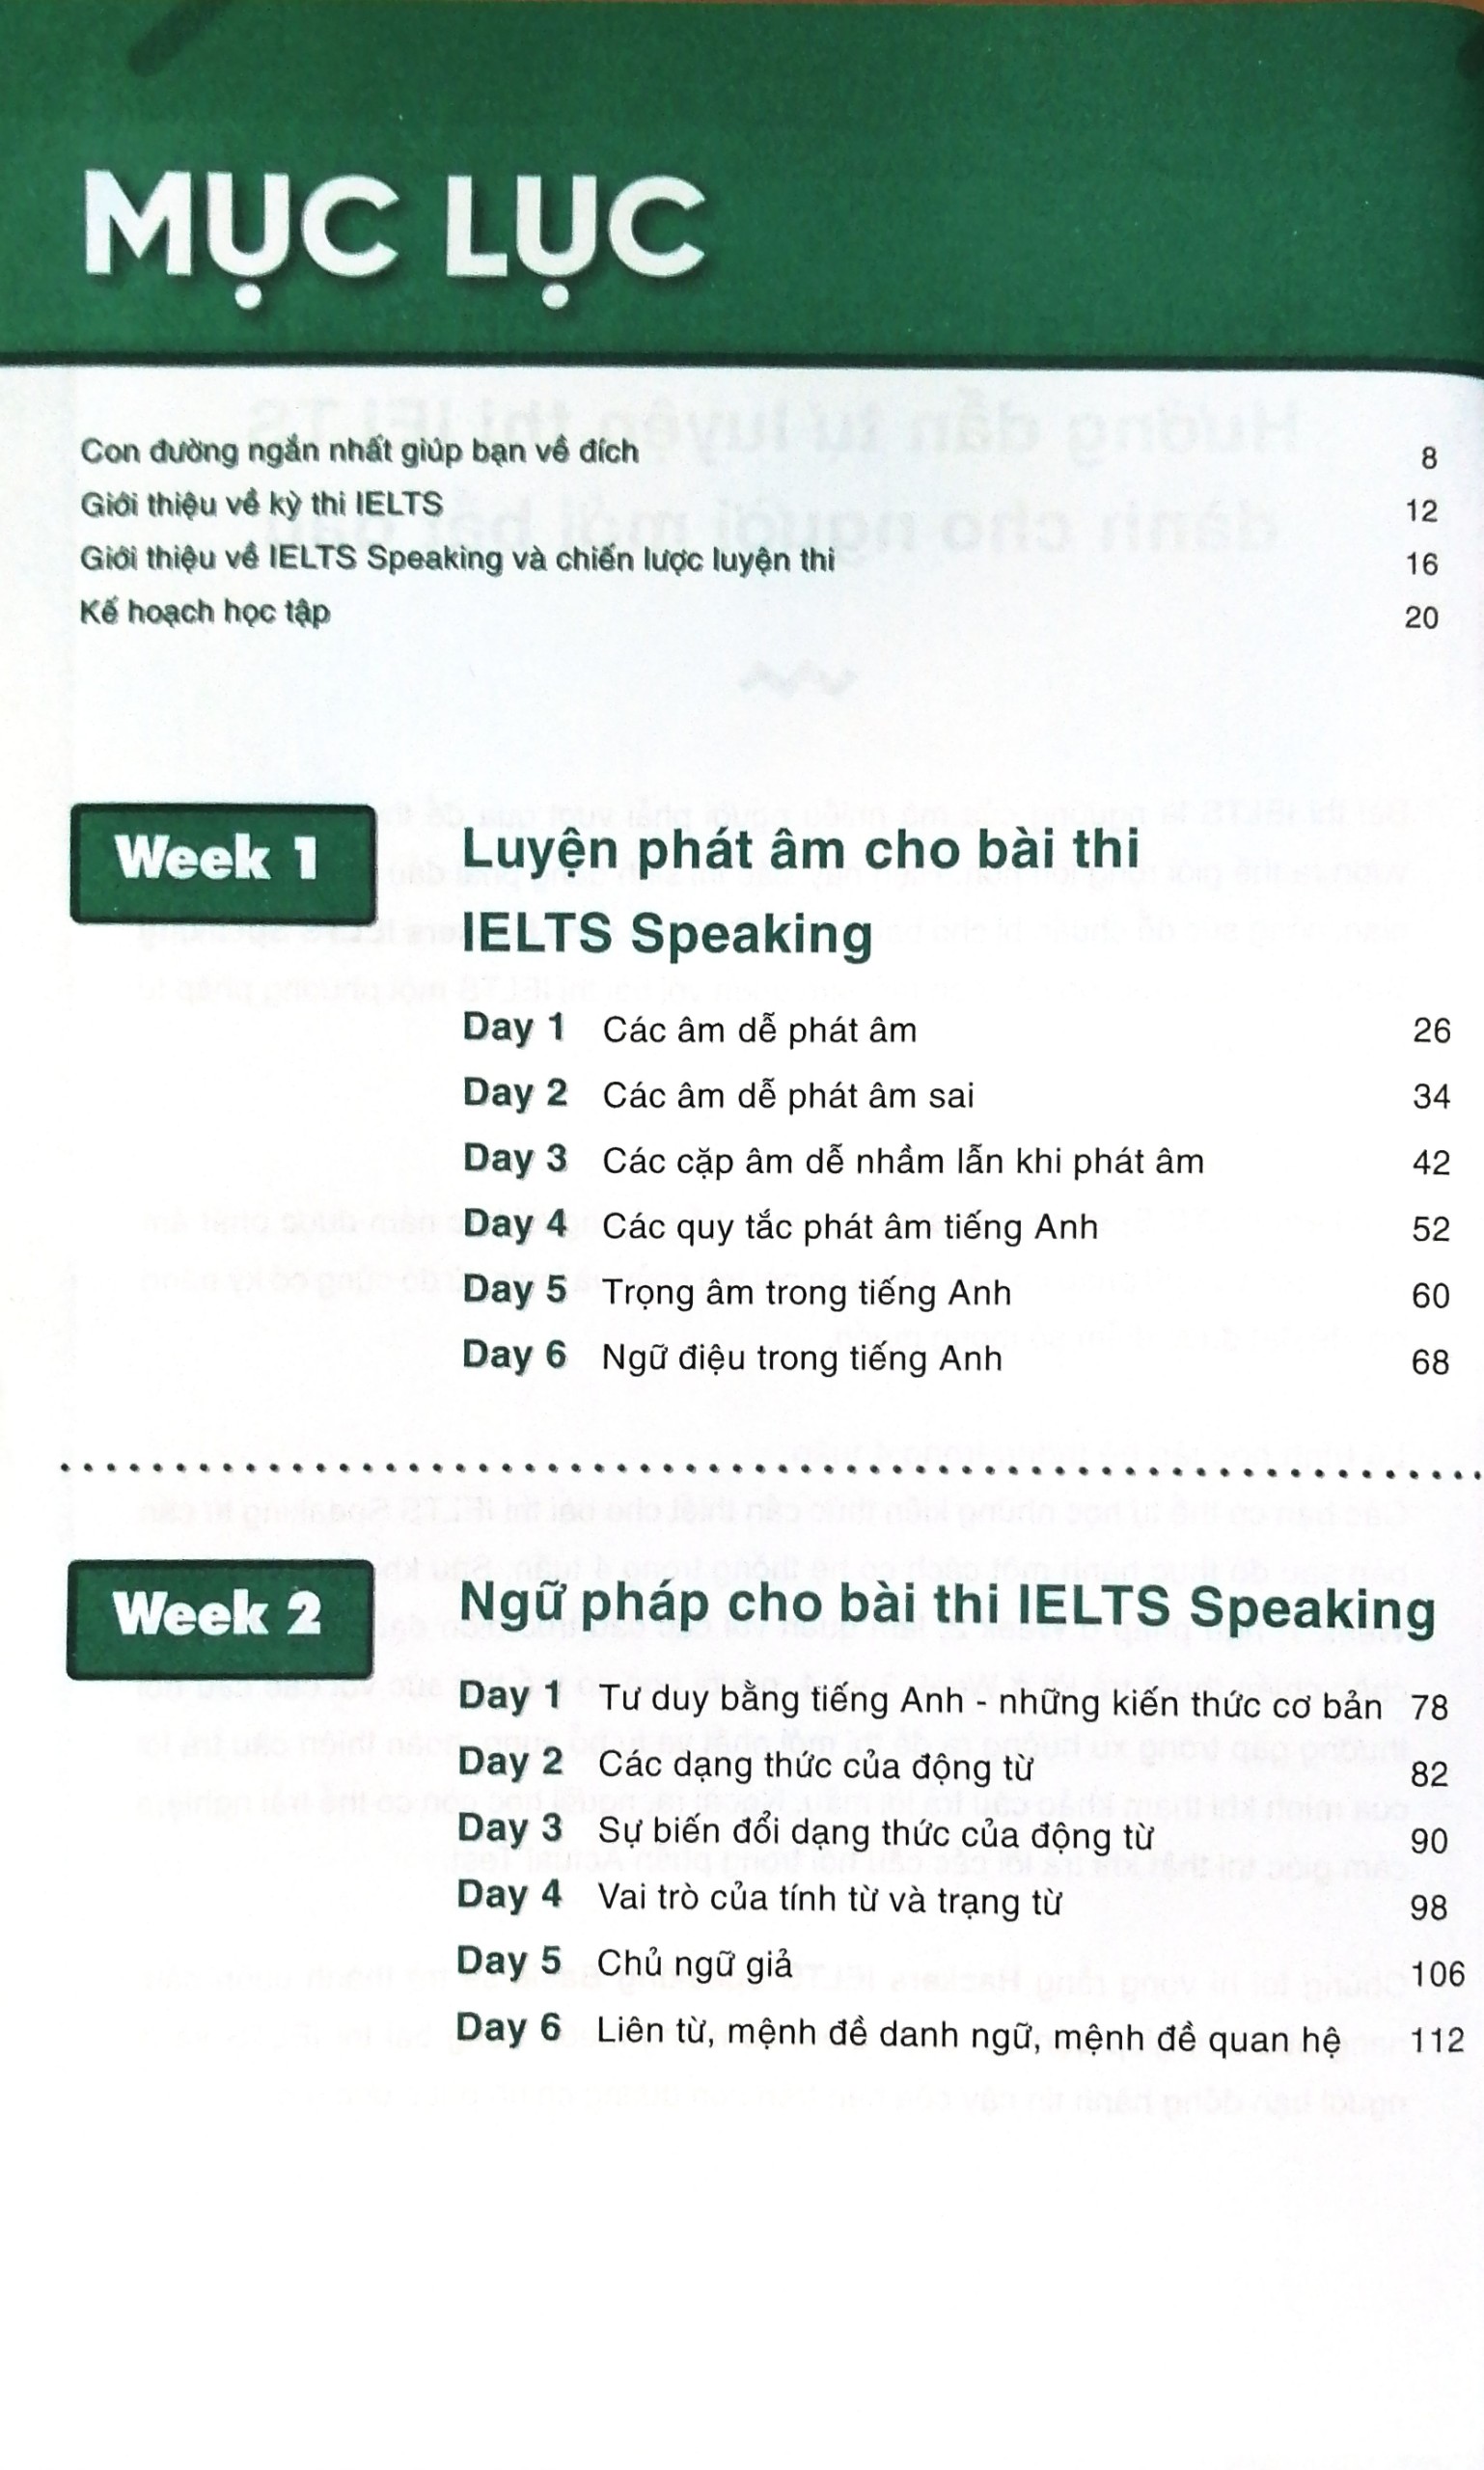 MỤC LỤC
Con đường ngắn nhất giúp bạn về đích 8
Giới thiệu về kỳ thi IELTS 12
Giới thiệu về IELTS Speaking và chiến lược luyện thi 16
Kế hoạch học tập 20
Week 1
Luyện phát âm cho bài thi
IELTS Speaking
Day 1 Các âm dễ phát âm 26
Day 2 Các âm dễ phát âm sai 34
Day 3 Các cặp âm dễ nhầm lẫn khi phát âm 42
Day 4 Các quy tắc phát âm tiếng Anh 52
Day 5 Trọng âm trong tiếng Anh 60
Day 6 Ngữ điệu trong tiếng Anh 68
Week 2
Ngữ pháp cho bài thi IELTS Speaking
Day 1 Tư duy bằng tiếng Anh - những kiến thức cơ bản 78
Day 2 Các dạng thức của động từ 82
Day 3 Sự biến đổi dạng thức của động từ 90
Day 4 Vai trò của tính từ và trạng từ 98
Day 5 Chủ ngữ giả 106
Day 6 Liên từ, mệnh đề danh ngữ, mệnh đề quan hệ 112